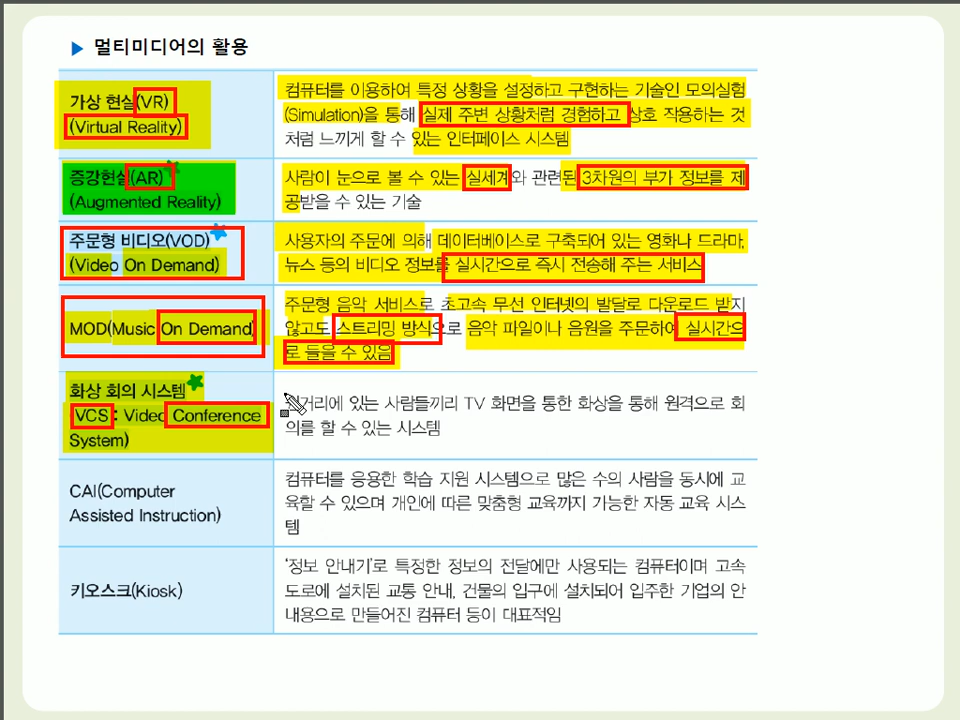 ▶ 멀티미디어의 활용
가상 현실(VR)
(Virtual Reality)
컴퓨터를 이용하여 특정 상황을 설정하고 구현하는 기술인 모의실험
(Simulation)을 통해 실제 주변 상황처럼 경험하고 상호 작용하는 것
처럼 느끼게 할 수 있는 인터페이스 시스템
증강현실(AR)
(Augmented Reality)
사람이 눈으로 볼 수 있는 실세계와 관련된 3차원의 부가 정보를 제
공받을 수 있는 기술
주문형 비디오(VOD)
(Video On Demand)
사용자의 주문에 의해 데이터베이스로 구축되어 있는 영화나 드라마,
뉴스 등의 비디오 정보를 실시간으로 즉시 전송해 주는 서비스
MOD(Music On Demand)
주문형 음악 서비스로 초고속 무선 인터넷의 발달로 다운로드 받지
않고도 스트리밍 방식으로 음악 파일이나 음원을 주문하여 실시간으
로 들을 수 있음
화상 회의 시스템
VCS : Video Conference
System)
원거리에 있는 사람들끼리 TV 화면을 통한 화상을 통해 원격으로 회
의를 할 수 있는 시스템
CAI(Computer
Assisted Instruction)
컴퓨터를 응용한 학습 지원 시스템으로 많은 수의 사람을 동시에 교
육할 수 있으며 개인에 따른 맞춤형 교육까지 가능한 자동 교육 시스
템
키오스크(Kiosk)
'정보 안내기'로 특정한 정보의 전달에만 사용되는 컴퓨터이며 고속
도로에 설치된 교통 안내, 건물의 입구에 설치되어 입주한 기업의 안
내용으로 만들어진 컴퓨터 등이 대표적임